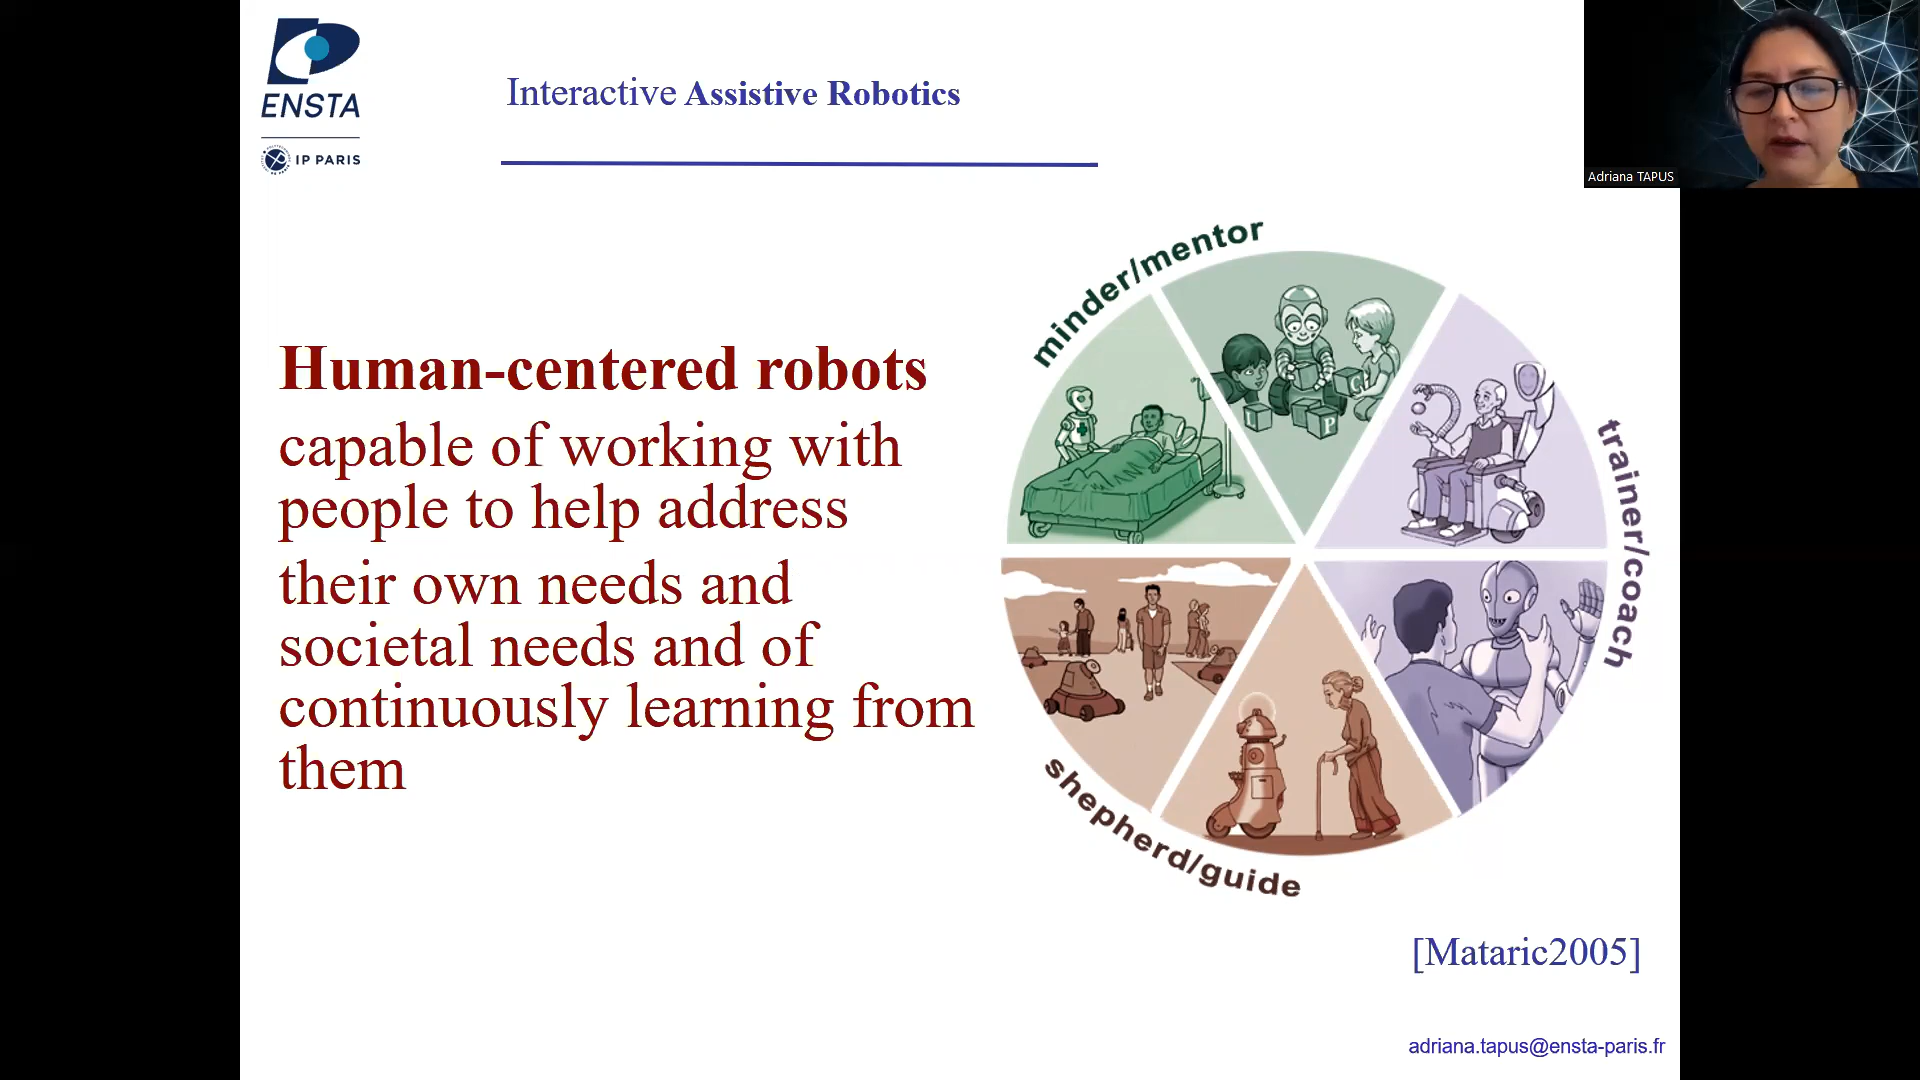 ENSTA
IP PARIS
Interactive Assistive Robotics
Adriana TAPUS
Human-centered robots
capable of working with
people to help address
their own needs and
societal needs and of
continuously learning from
them
minder/mentor
trainer/coach
shepherd/guide
P
C
[Mataric2005]
adriana.tapus@ensta-paris.fr